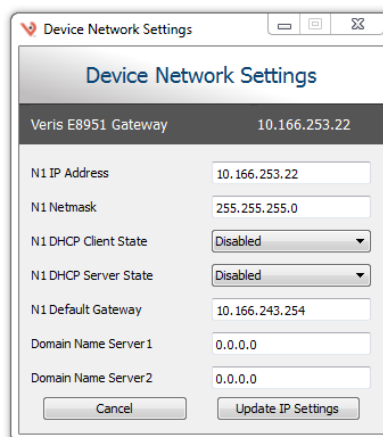 Device Network Settings
Device Network Settings
Veris E8951 Gateway 10.166.253.22
N1 IP Address 10.166.253.22
N1 Netmask 255.255.255.0
N1 DHCP Client State Disabled
N1 DHCP Server State Disabled
N1 Default Gateway 10.166.243.254
Domain Name Server1 0.0.0.0
Domain Name Server2 0.0.0.0
Cancel Update IP Settings